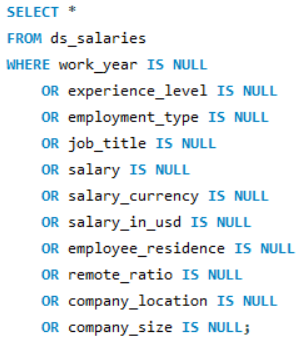 SELECT *
FROM ds_salaries
WHERE work_year IS NULL
OR experience_level IS NULL
OR employment_type IS NULL
OR job_title IS NULL
OR salary IS NULL
OR salary_currency IS NULL
OR salary_in_usd IS NULL
OR employee_residence IS NULL
OR remote_ratio IS NULL
OR company_location IS NULL
OR company_size IS NULL;